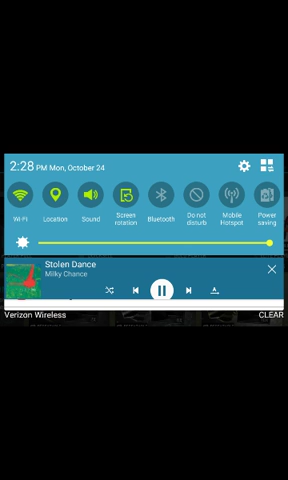 2:28 PM Mon, October 24
Wi-Fi Location Sound Screen rotation Bluetooth Do not disturb Mobile Hotspot Power saving
Stolen Dance
Milky Chance
Verizon Wireless CLEAR